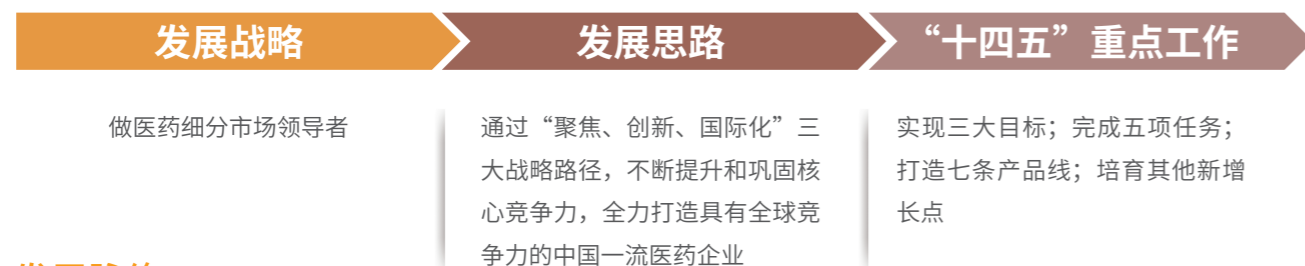 发展战略
发展思路
“十四五”重点工作
做医药细分市场领导者
通过“聚焦、创新、国际化”三
大战略路径，不断提升和巩固核
心竞争力，全力打造具有全球竞
争力的中国一流医药企业
实现三大目标；完成五项任务；
打造七条产品线；培育其他新增
长点